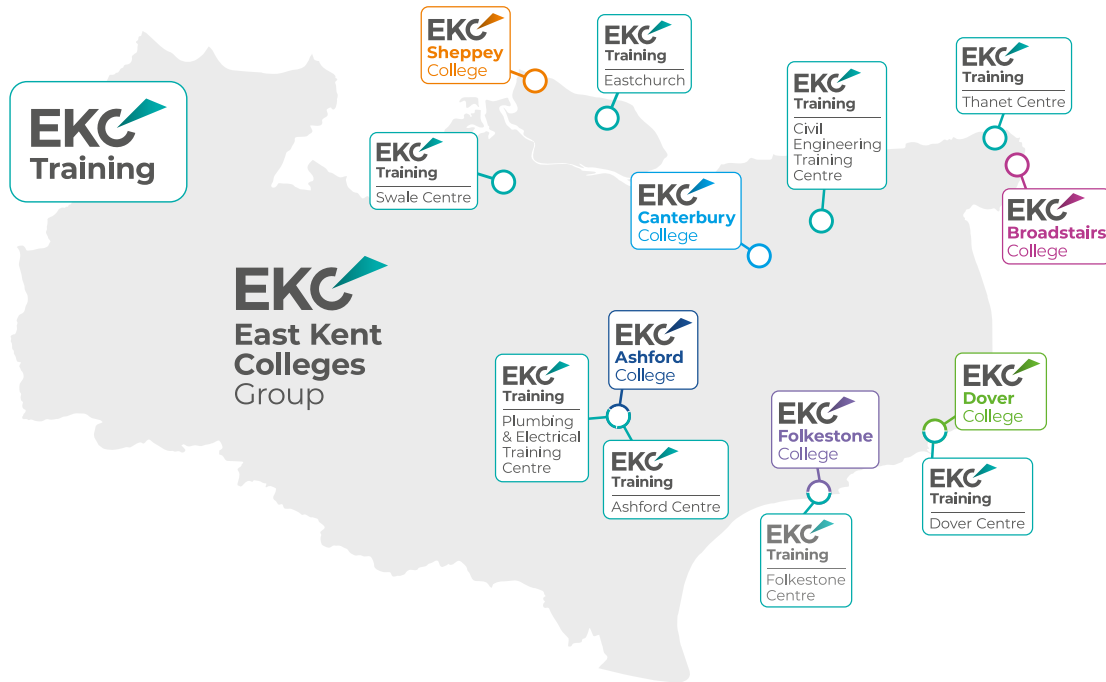 EKC
Training
EKC
East Kent
Colleges
Group
EKC
Sheppey
College
EKC
Training
Eastchurch
EKC
Training
Swale Centre
EKC
Canterbury
College
EKC
Training
Civil
Engineering
Training
Centre
EKC
Training
Thanet Centre
EKC
Broadstairs
College
EKC
Ashford
College
EKC
Training
Plumbing
& Electrical
Training
Centre
EKC
Training
Ashford Centre
EKC
Folkestone
College
EKC
Training
Folkestone
Centre
EKC
Dover
College
EKC
Training
Dover Centre